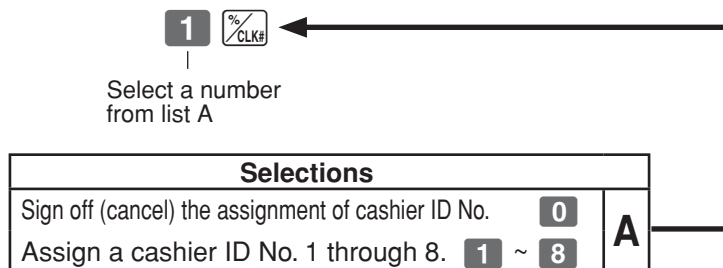 1 %/CLK#
Select a number
from list A
Selections
Sign off (cancel) the assignment of cashier ID No. 0
A
Assign a cashier ID No. 1 through 8. 1 ~ 8